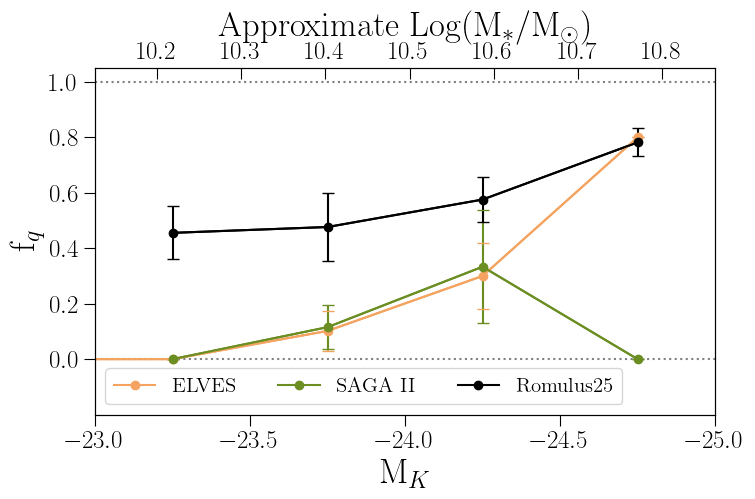 Approximate Log(M∗/M⊙)
10.2 10.3 10.4 10.5 10.6 10.7 10.8
1.0
0.8
0.6
0.4
0.2
0.0
f_q
ELVES SAGA II Romulus25
−23.0 −23.5 −24.0 −24.5 −25.0
M_K